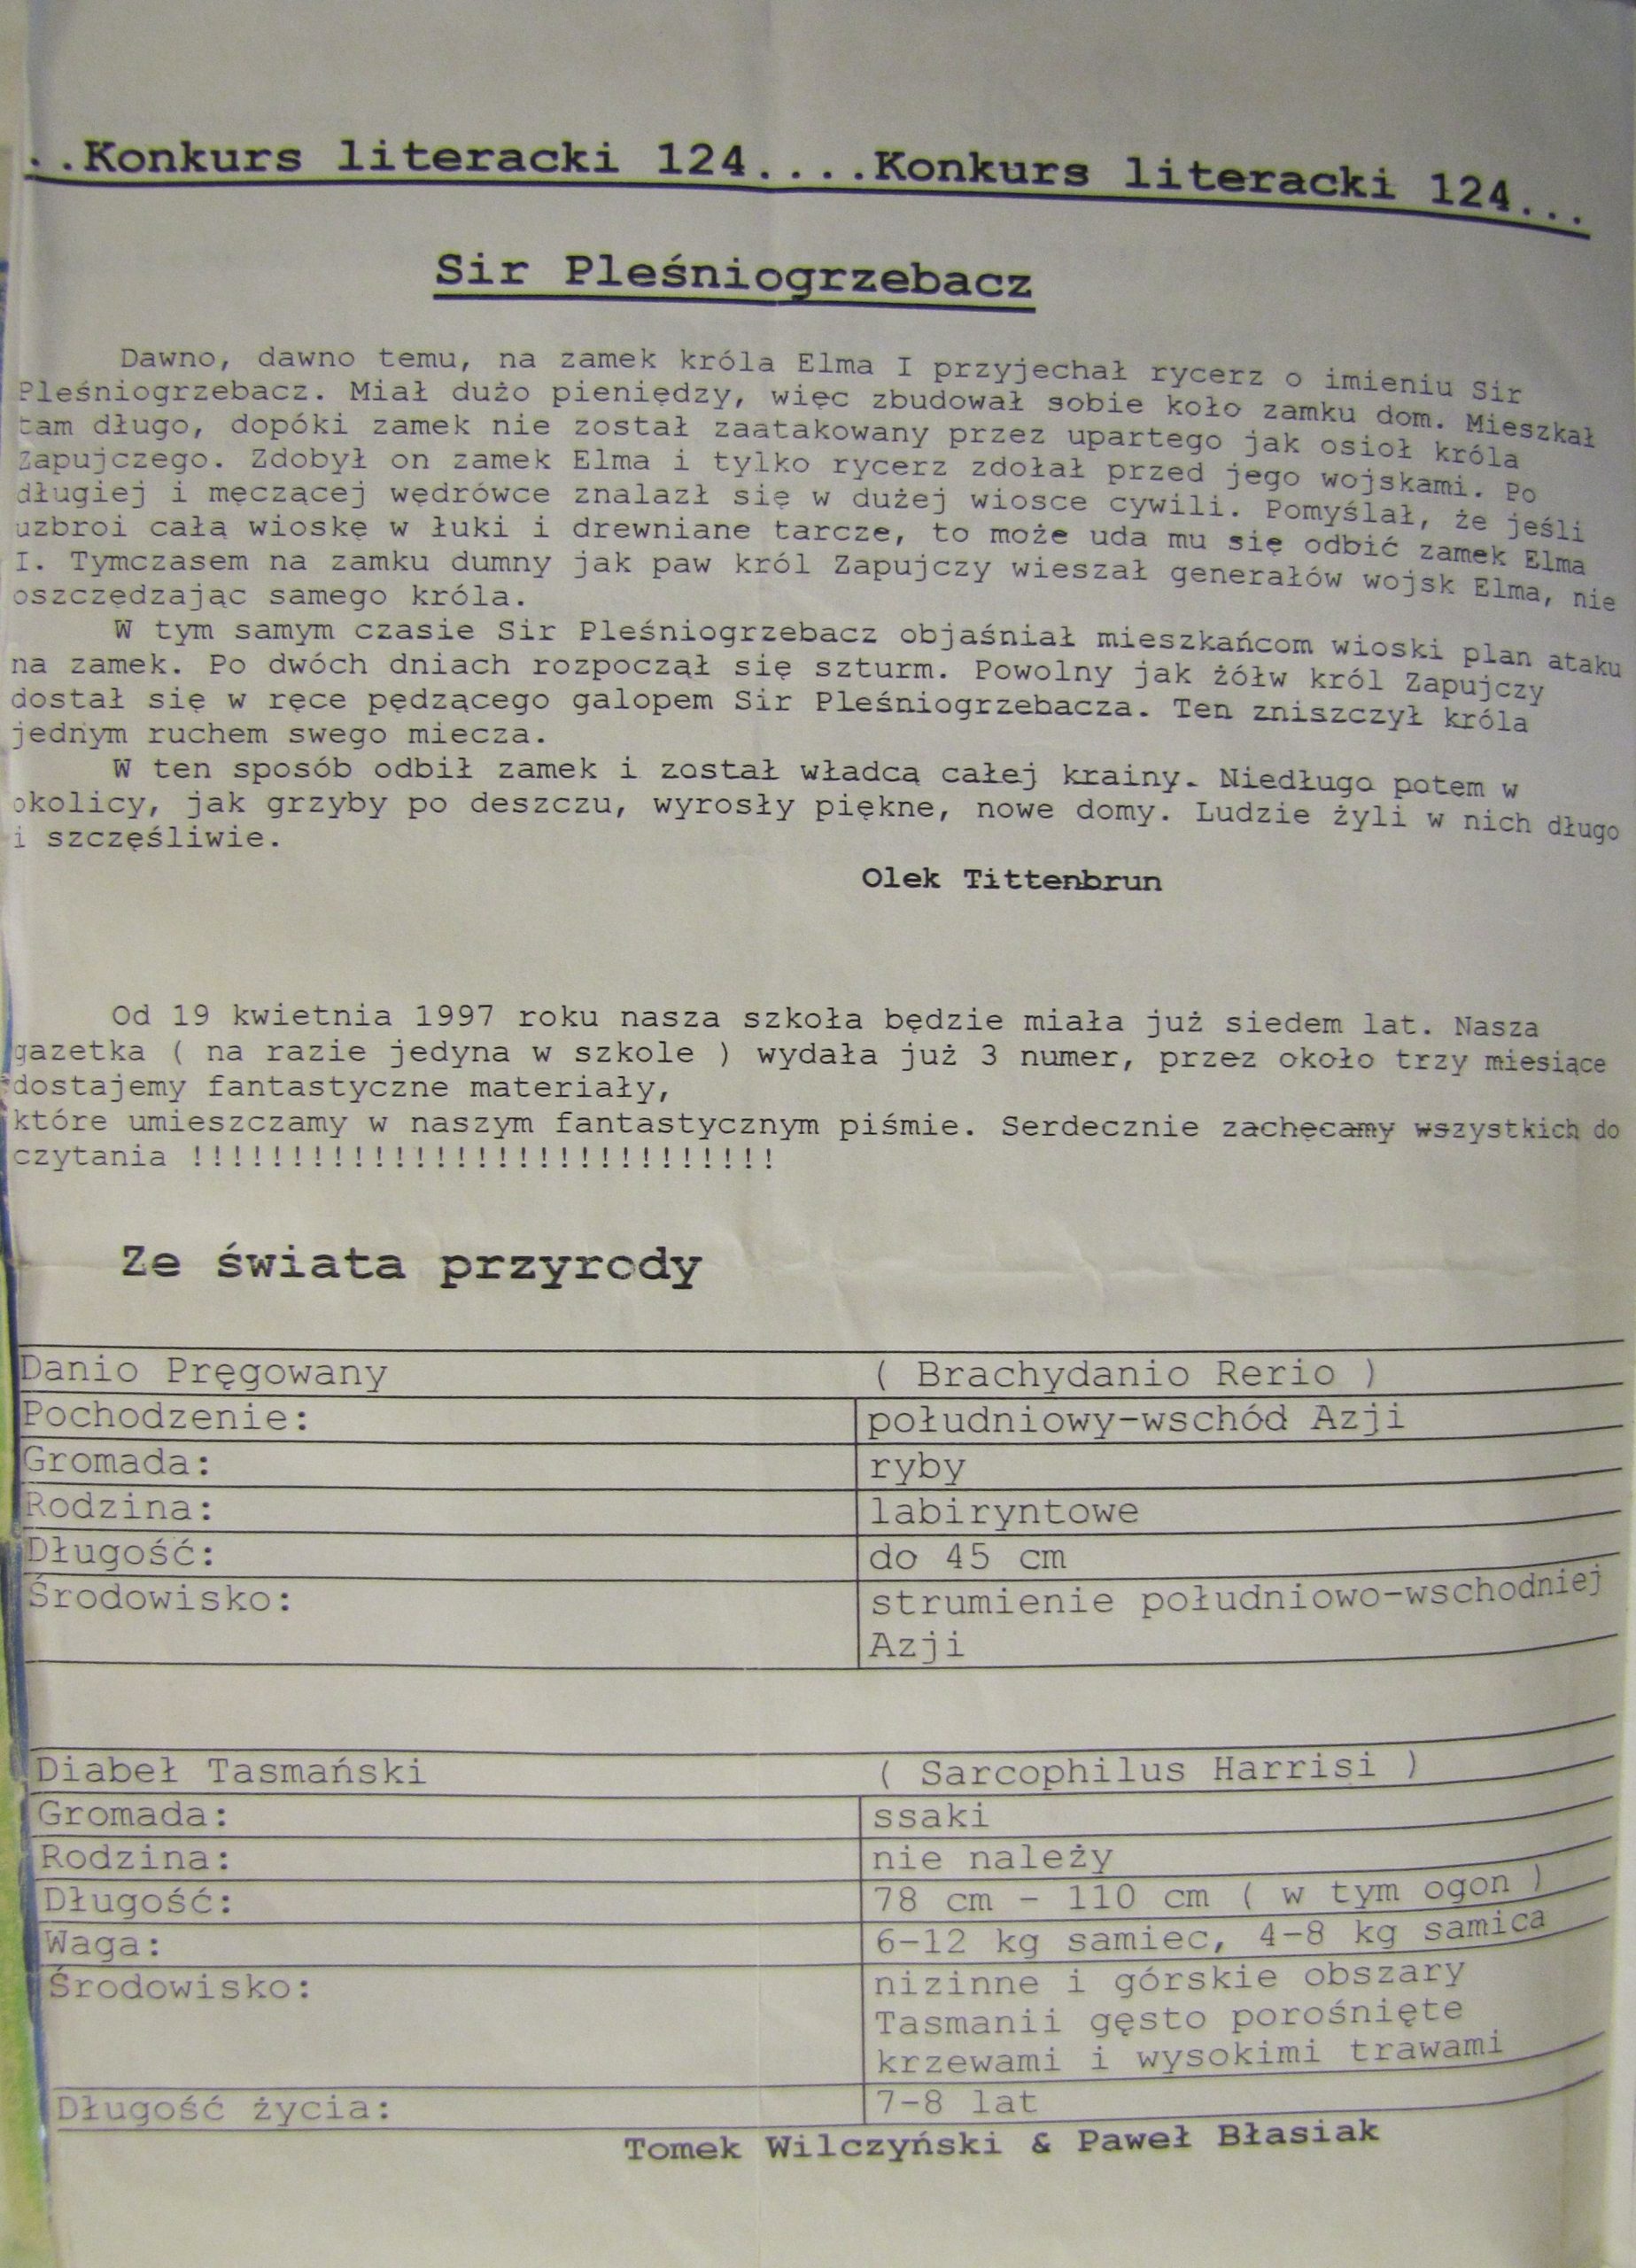 ..Konkurs literacki 124....Konkurs literacki 124...
Sir Pleśniogrzebacz
Dawno, dawno temu, na zamek króla Elma I przyjechał rycerz o imieniu Sir
Pleśniogrzebacz. Miał dużo pieniędzy, więc zbudował sobie koło zamku dom. Mieszkał
tam długo, dopóki zamek nie został zaatakowany przez upartego jak osioł króla
Zapujczego. Zdobył on zamek Elma i tylko rycerz zdołał przed jego wojskami. Po
długiej i męczącej wędrówce znalazł się w dużej wiosce cywili. Pomyślał, że jeśli
uzbroi całą wioskę w łuki i drewniane tarcze, to może uda mu się odbić zamek Elma
I. Tymczasem na zamku dumny jak paw król Zapujczy wieszał generałów wojsk Elma, nie
oszczędzając samego króla.
W tym samym czasie Sir Pleśniogrzebacz objaśniał mieszkańcom wioski plan ataku
na zamek. Po dwóch dniach rozpoczął się szturm. Powolny jak żółw król Zapujczy
dostał się w ręce pędzącego galopem Sir Pleśniogrzebacza. Ten zniszczył króla
jednym ruchem swego miecza.
W ten sposób odbił zamek i został władcą całej krainy. Niedługo potem w
okolicy, jak grzyby po deszczu, wyrosły piękne, nowe domy. Ludzie żyli w nich długo
i szczęśliwie.
Olek Tittenbrun
Od 19 kwietnia 1997 roku nasza szkoła będzie miała już siedem lat. Nasza
gazetka ( na razie jedyna w szkole ) wydała już 3 numer, przez około trzy miesiące
dostajemy fantastyczne materiały,
które umieszczamy w naszym fantastycznym piśmie. Serdecznie zachęcamy wszystkich do
czytania !!!!!!!!!!!!!!!!!!!!!!!!!!!!!
Ze świata przyrody
Danio Pręgowany ( Brachydanio Rerio )
Pochodzenie: południowy-wschód Azji
Gromada: ryby
Rodzina: labiryntowe
Długość: do 45 cm
Środowisko: strumienie południowo-wschodniej
Azji
Diabeł Tasmański ( Sarcophilus Harrisi )
Gromada: ssaki
Rodzina: nie należy
Długość: 78 cm - 110 cm ( w tym ogon )
Waga: 6-12 kg samiec, 4-8 kg samica
Środowisko: nizinne i górskie obszary
Tasmanii gęsto porośnięte
krzewami i wysokimi trawami
Długość życia: 7-8 lat
Tomek Wilczyński & Paweł Błasiak